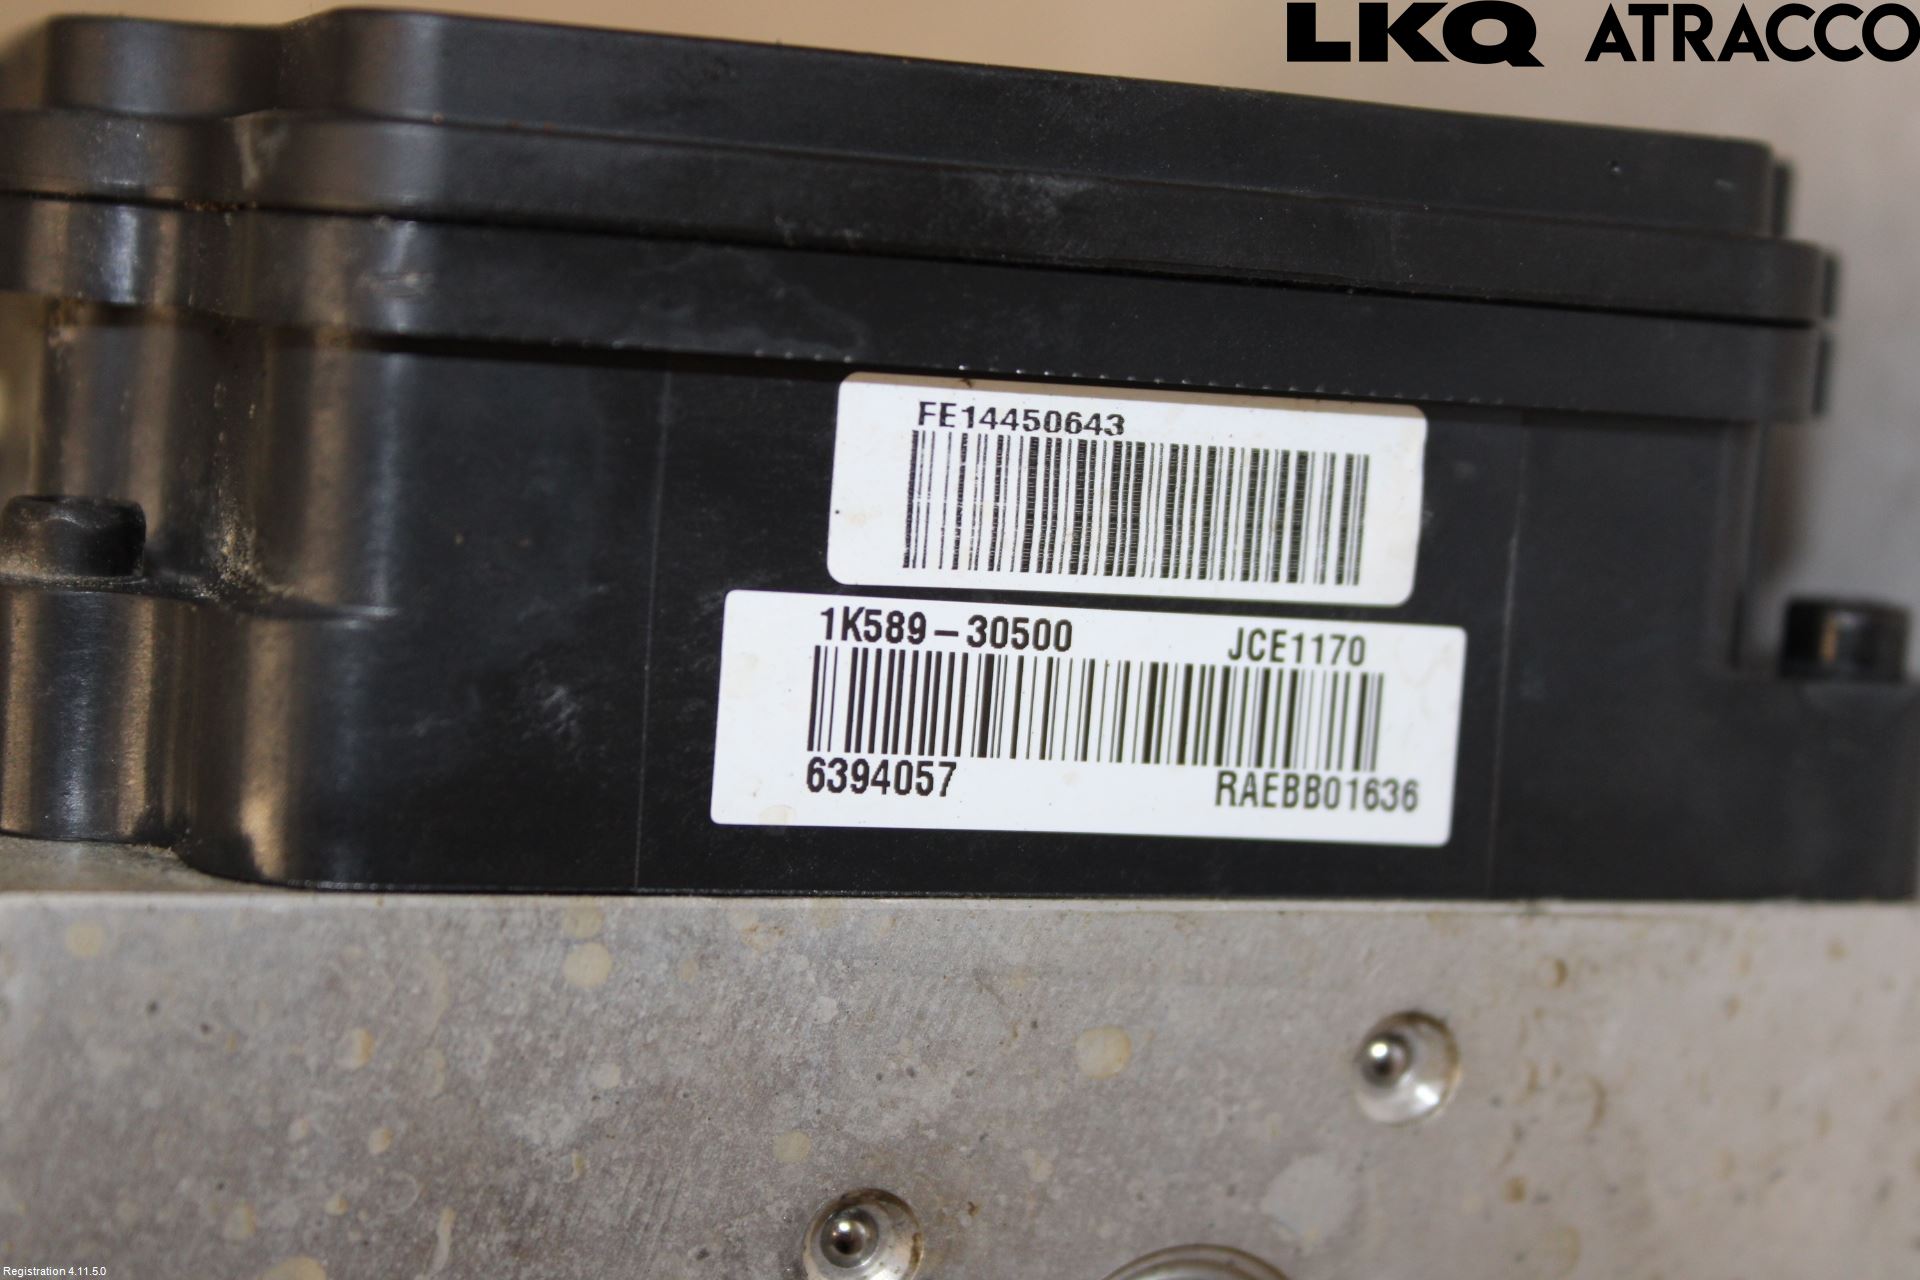 LKQ ATRACCO
FE14450643
1K589-30500 JCE1170
6394057 RAEBB01636
Registration 4.11.5.0